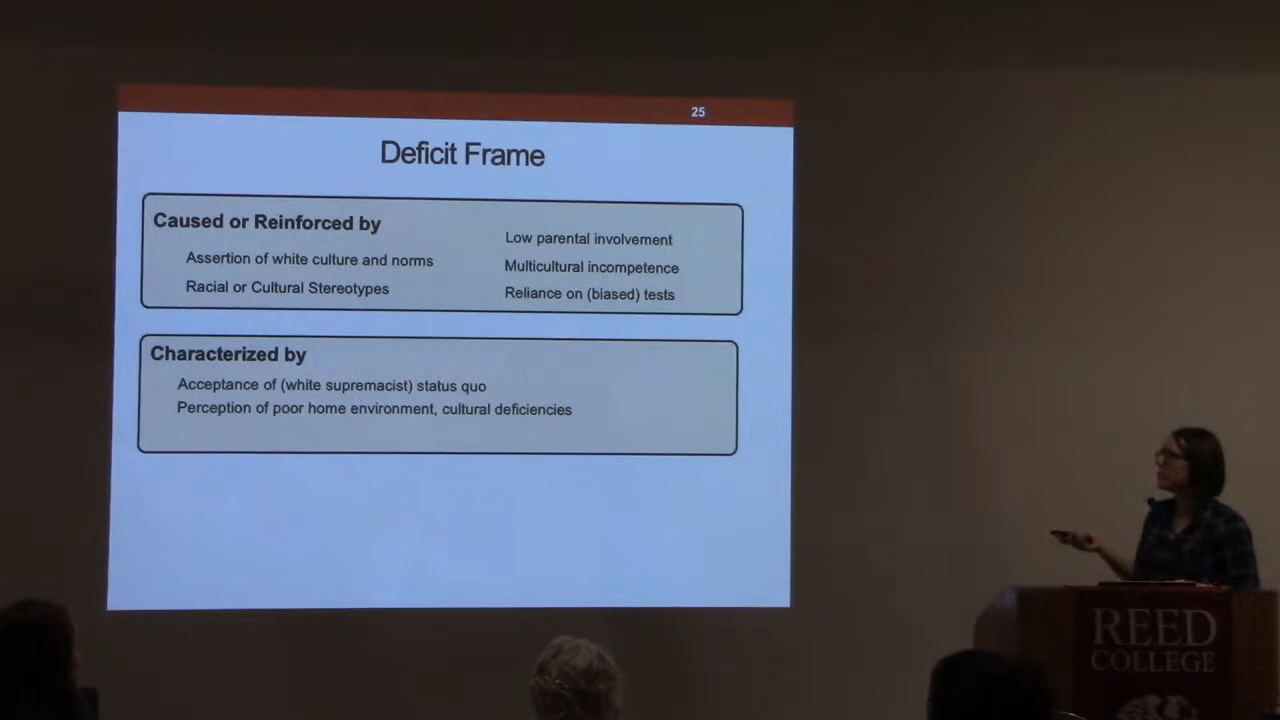 25
Deficit Frame
Caused or Reinforced by
Assertion of white culture and norms
Racial or Cultural Stereotypes
Low parental involvement
Multicultural incompetence
Reliance on (biased) tests
Characterized by
Acceptance of (white supremacist) status quo
Perception of poor home environment, cultural deficiencies
REED
COLLEGE